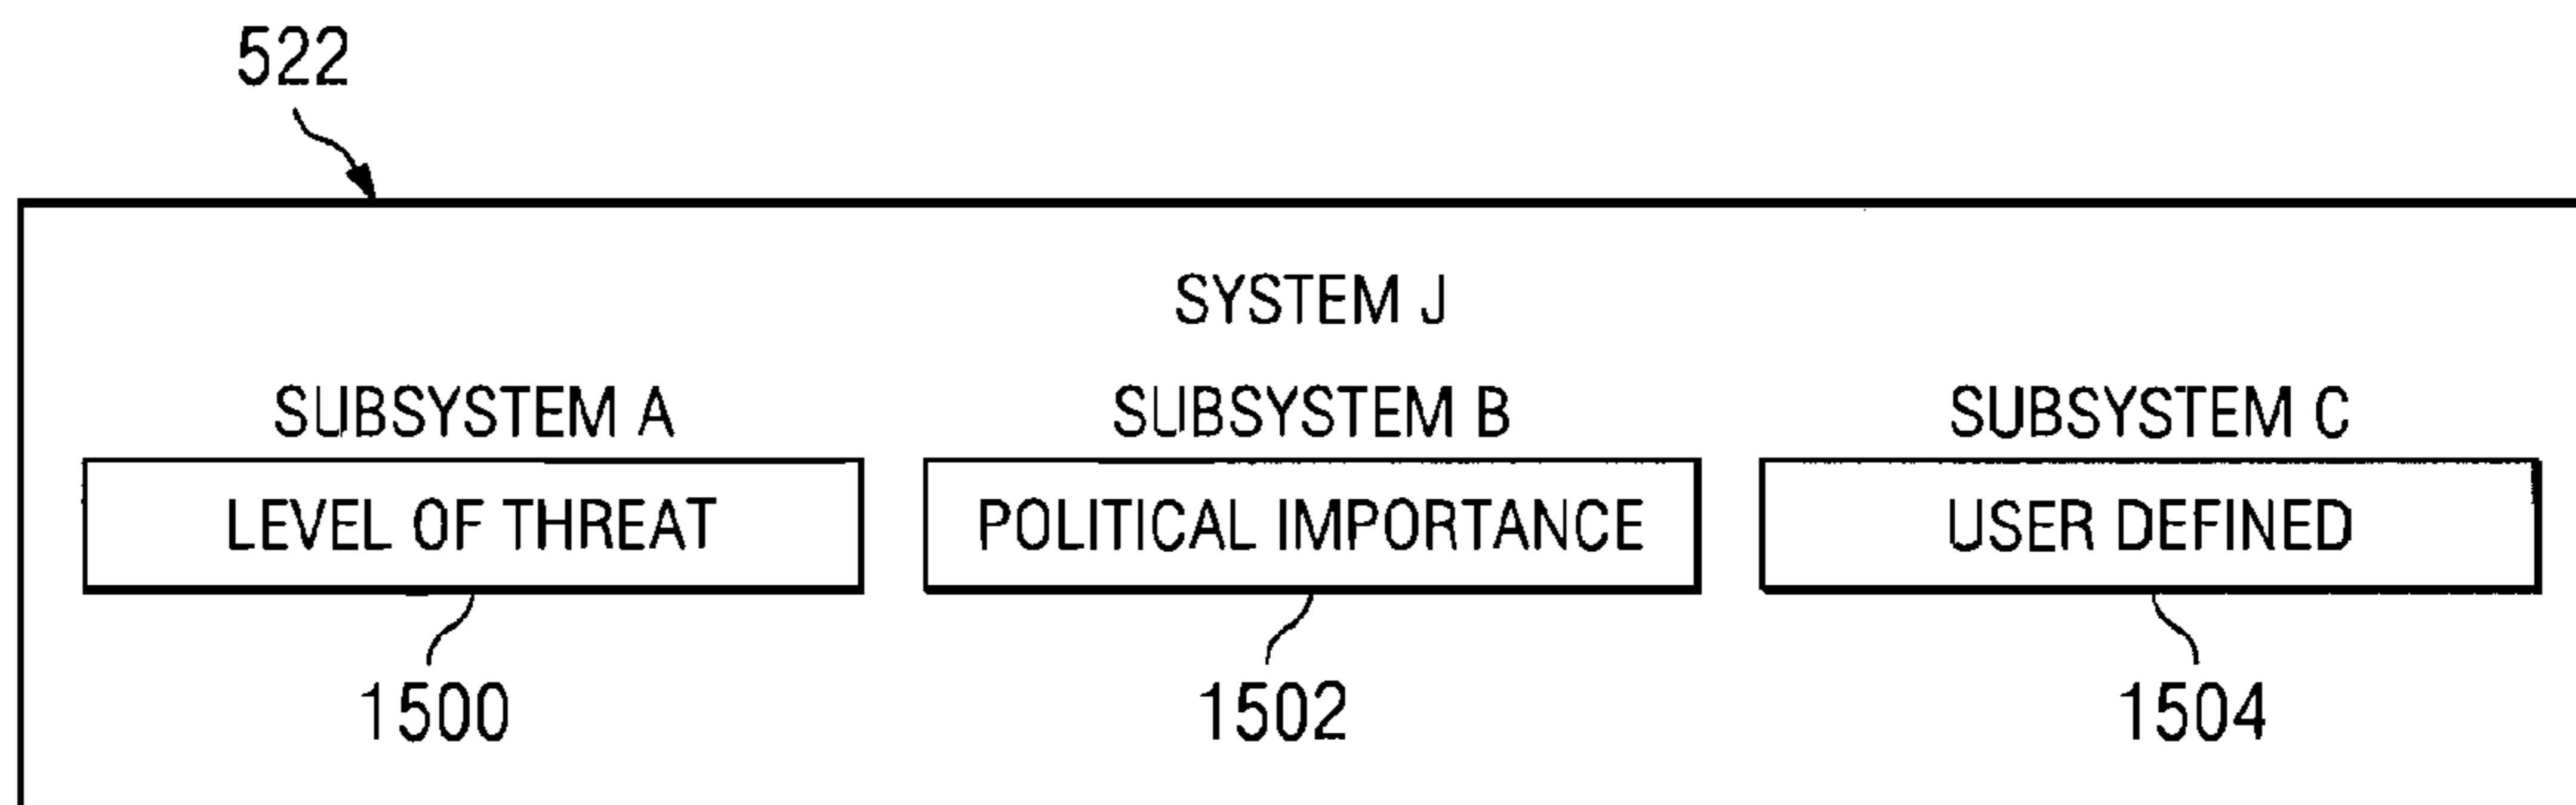 522
SYSTEM J
SUBSYSTEM A SUBSYSTEM B SUBSYSTEM C
LEVEL OF THREAT POLITICAL IMPORTANCE USER DEFINED
1500 1502 1504